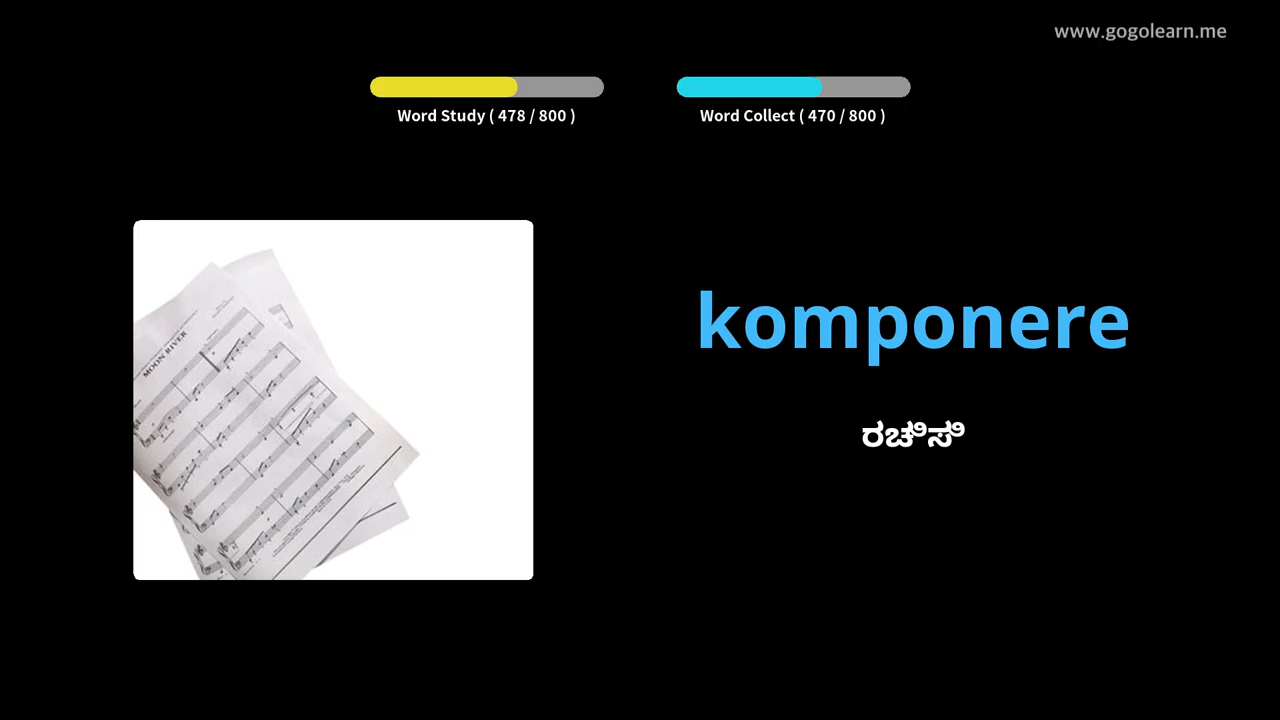 www.gogolearn.me
Word Study ( 478 / 800 )
Word Collect ( 470 / 800 )
MOON RIVER
komponere
ರಚಿಸಿ